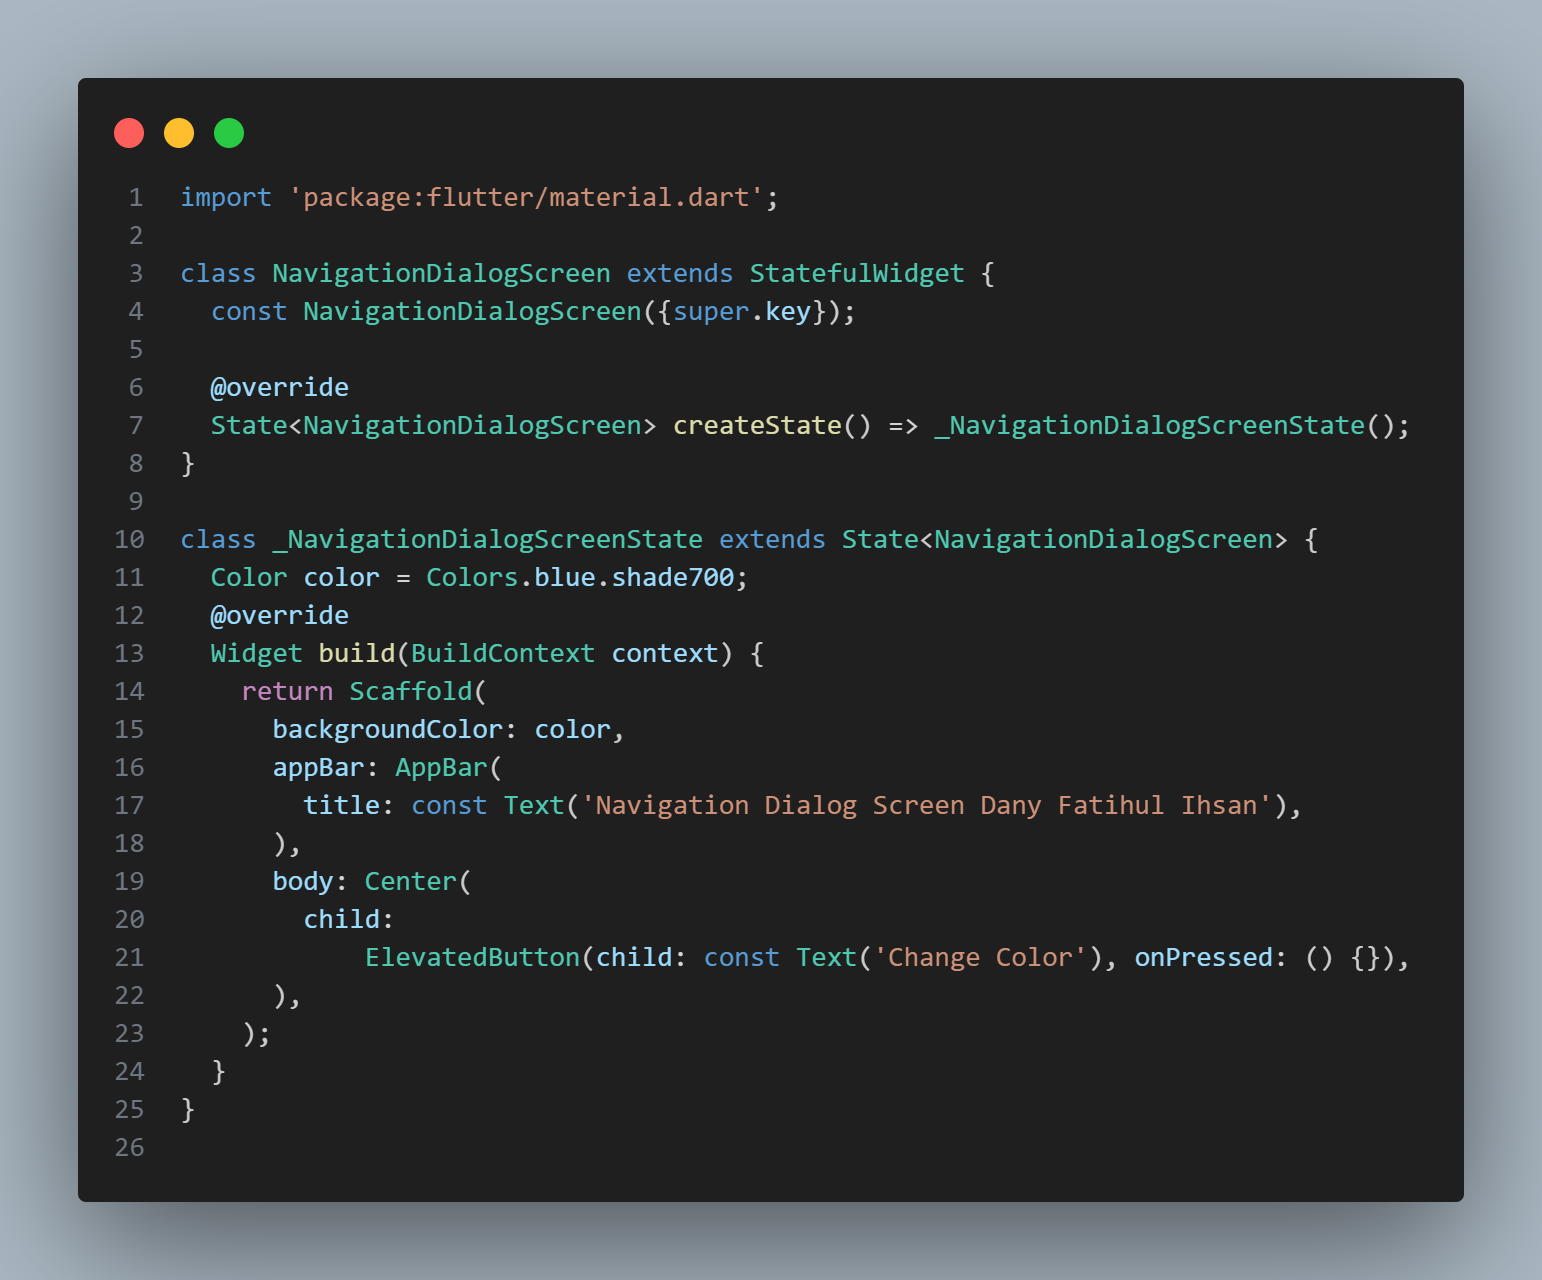 1 import 'package:flutter/material.dart';
2
3 class NavigationDialogScreen extends StatefulWidget {
4   const NavigationDialogScreen({super.key});
5
6   @override
7   State<NavigationDialogScreen> createState() => _NavigationDialogScreenState();
8 }
9
10 class _NavigationDialogScreenState extends State<NavigationDialogScreen> {
11   Color color = Colors.blue.shade700;
12   @override
13   Widget build(BuildContext context) {
14     return Scaffold(
15       backgroundColor: color,
16       appBar: AppBar(
17         title: const Text('Navigation Dialog Screen Dany Fatihul Ihsan'),
18       ),
19       body: Center(
20         child:
21             ElevatedButton(child: const Text('Change Color'), onPressed: () {}),
22       ),
23     );
24   }
25 }
26